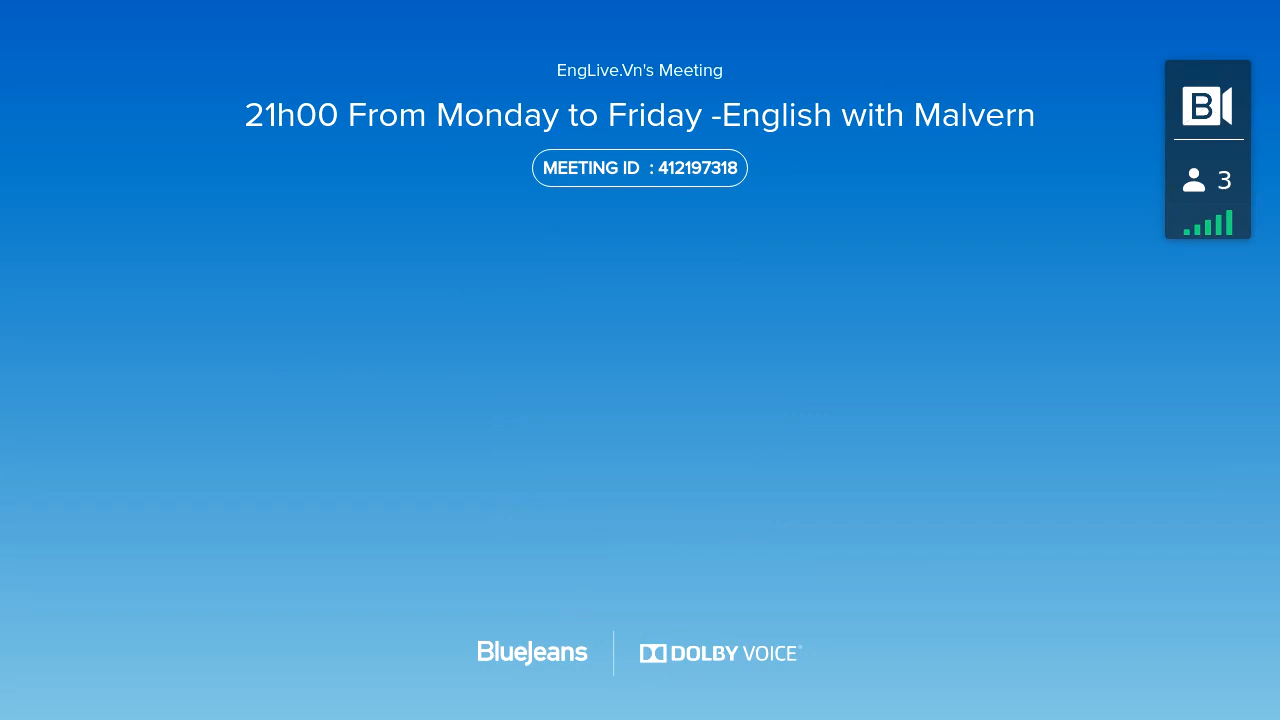 EngLive.Vn's Meeting
21h00 From Monday to Friday -English with Malvern
MEETING ID : 412197318
B
3
BlueJeans
DOLBY VOICE